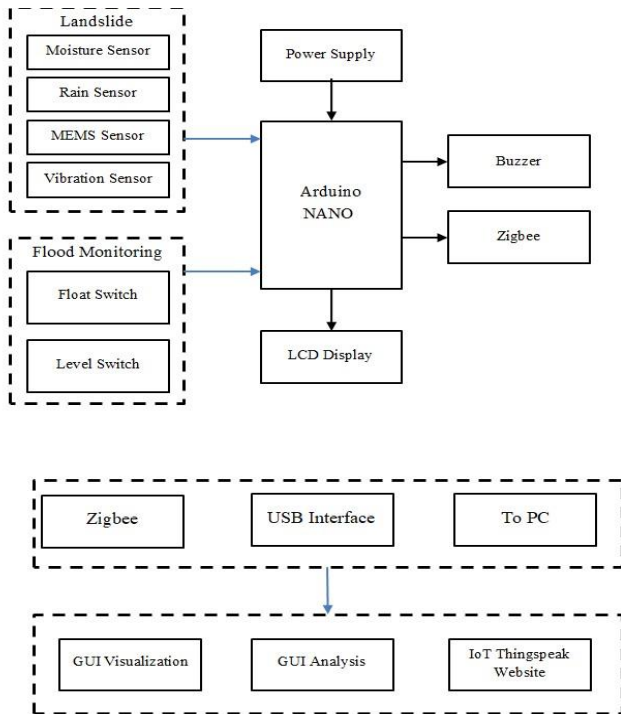 Landslide
Moisture Sensor
Rain Sensor
MEMS Sensor
Vibration Sensor
Flood Monitoring
Float Switch
Level Switch
Power Supply
Arduino
NANO
LCD Display
Buzzer
Zigbee
Zigbee
USB Interface
To PC
GUI Visualization
GUI Analysis
IoT Thingspeak
Website